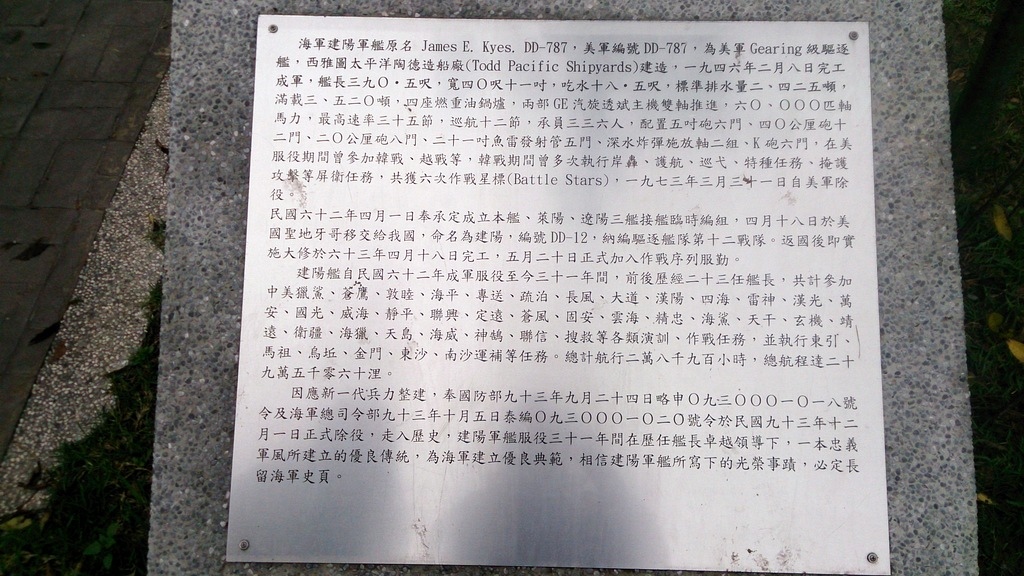 海軍建陽軍艦原名 James E. Kyes. DD-787，美軍編號 DD-787，為美軍 Gearing 級驅逐
艦，西雅圖太平洋陶德造船廠(Todd Pacific Shipyards)建造，一九四六年二月八日完工
成軍，艦長三九〇．五呎，寬四〇呎十一吋，吃水十八．五呎，標準排水量二、四二五噸，
滿載三、五二〇噸，四座燃重油鍋爐，兩部 GE 汽旋透斌主機雙軸推進，六〇、〇〇〇匹軸
馬力，最高速率三十五節，巡航十二節，承員三三六人，配置五吋砲六門、四〇公厘砲十
二門、二〇公厘砲八門、二十一吋魚雷發射管五門、深水炸彈施放軸二組、K 砲六門，在美
服役期間曾參加韓戰、越戰等，韓戰期間曾多次執行岸轟、護航、巡弋、特種任務、掩護
攻擊等屏衛任務，共獲六次作戰星標(Battle Stars)，一九七三年三月三十一日自美軍除
役。
民國六十二年四月一日奉承定成立本艦、萊陽、遼陽三艦接艦臨時編組，四月十八日於美
國聖地牙哥移交給我國，命名為建陽，編號 DD-12，納編驅逐艦隊第十二戰隊。返國後即實
施大修於六十三年四月十八日完工，五月二十日正式加入作戰序列服勤。
建陽艦自民國六十二年成軍服役至今三十一年間，前後歷經二十三任艦長，共計參加
中美獵鯊、蒼鷹、敦睦、海平、專送、疏泊、長風、大道、漢陽、四海、雷神、漢光、萬
安、國光、威海、靜平、聯興、定遠、蒼風、固安、雲海、精忠、海鯊、天干、玄機、靖
遠、衛疆、海獵、天島、海威、神鶴、聯信、搜救等各類演訓、作戰任務，並執行東引、
馬祖、烏坵、金門、東沙、南沙運補等任務。總計航行二萬八千九百小時，總航程達二十
九萬五千零六十浬。
因應新一代兵力整建，奉國防部九十三年九月二十四日略申〇九三〇〇〇一〇一八號
令及海軍總司令部九十三年十月五日泰編〇九三〇〇〇一〇二〇號令於民國九十三年十二
月一日正式除役，走入歷史，建陽軍艦服役三十一年間在歷任艦長卓越領導下，一本忠義
軍風所建立的優良傳統，為海軍建立優良典範，相信建陽軍艦所寫下的光榮事蹟，必定長
留海軍史頁。